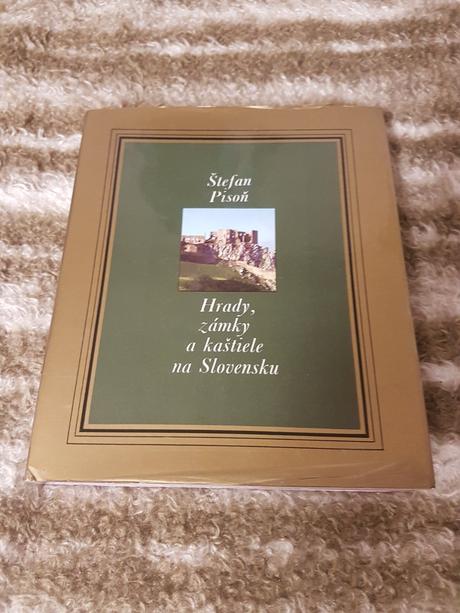 Štefan
Pisoň
Hrady,
zámky
a kaštiele
na Slovensku